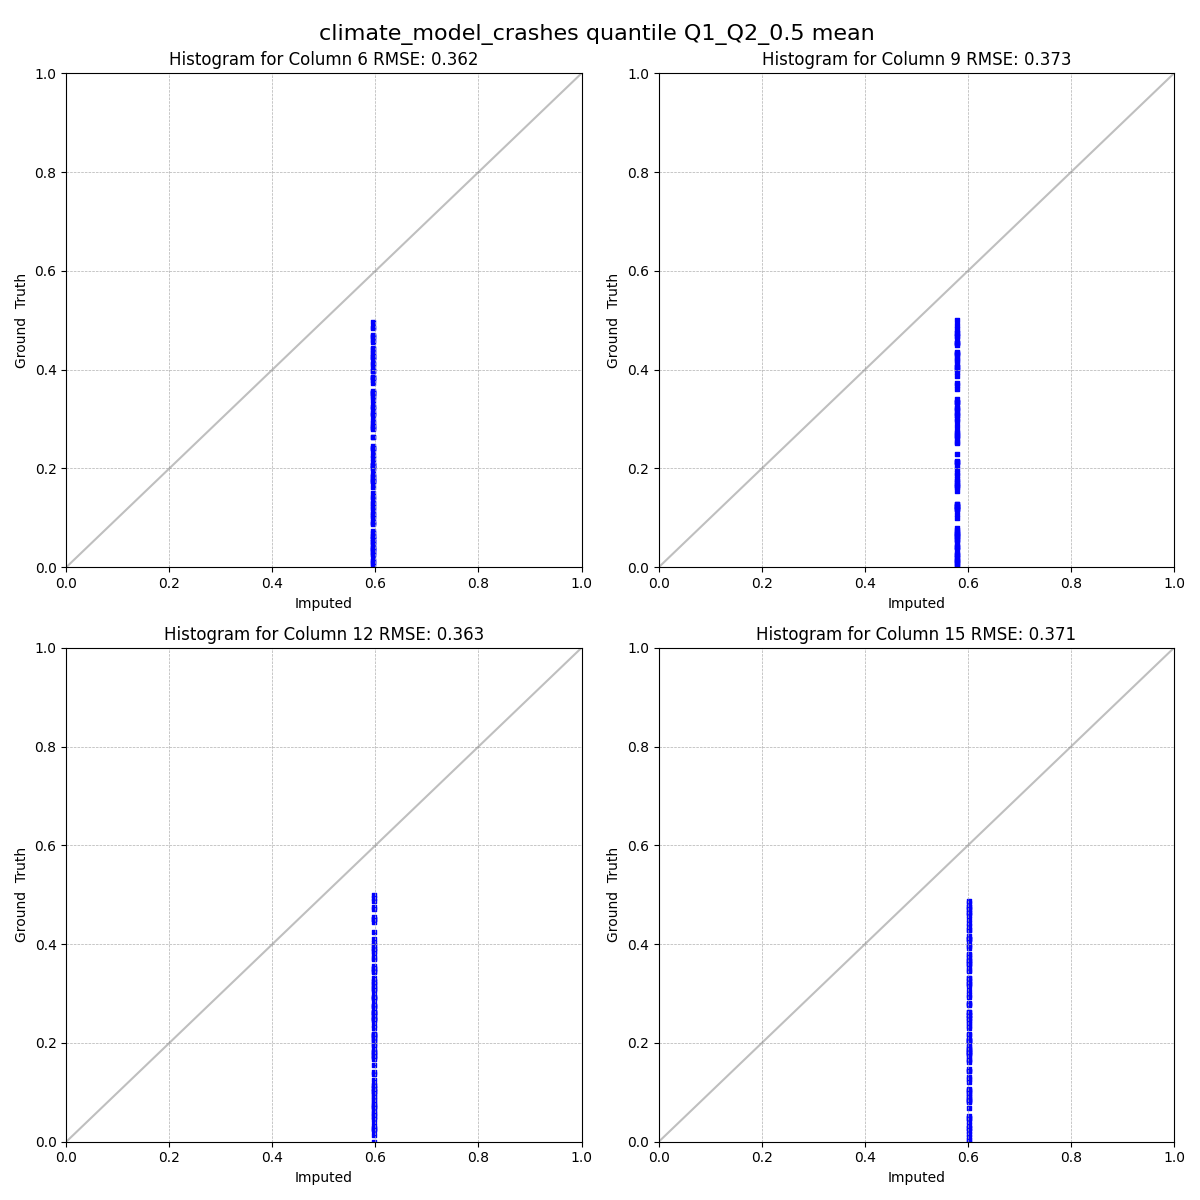 climate_model_crashes quantile Q1_Q2_0.5 mean
Histogram for Column 6 RMSE: 0.362
1.0
0.8
0.6
0.4
0.2
0.0
Ground Truth
0.0 0.2 0.4 0.6 0.8 1.0
Imputed
Histogram for Column 9 RMSE: 0.373
1.0
0.8
0.6
0.4
0.2
0.0
Ground Truth
0.0 0.2 0.4 0.6 0.8 1.0
Imputed
Histogram for Column 12 RMSE: 0.363
1.0
0.8
0.6
0.4
0.2
0.0
Ground Truth
0.0 0.2 0.4 0.6 0.8 1.0
Imputed
Histogram for Column 15 RMSE: 0.371
1.0
0.8
0.6
0.4
0.2
0.0
Ground Truth
0.0 0.2 0.4 0.6 0.8 1.0
Imputed